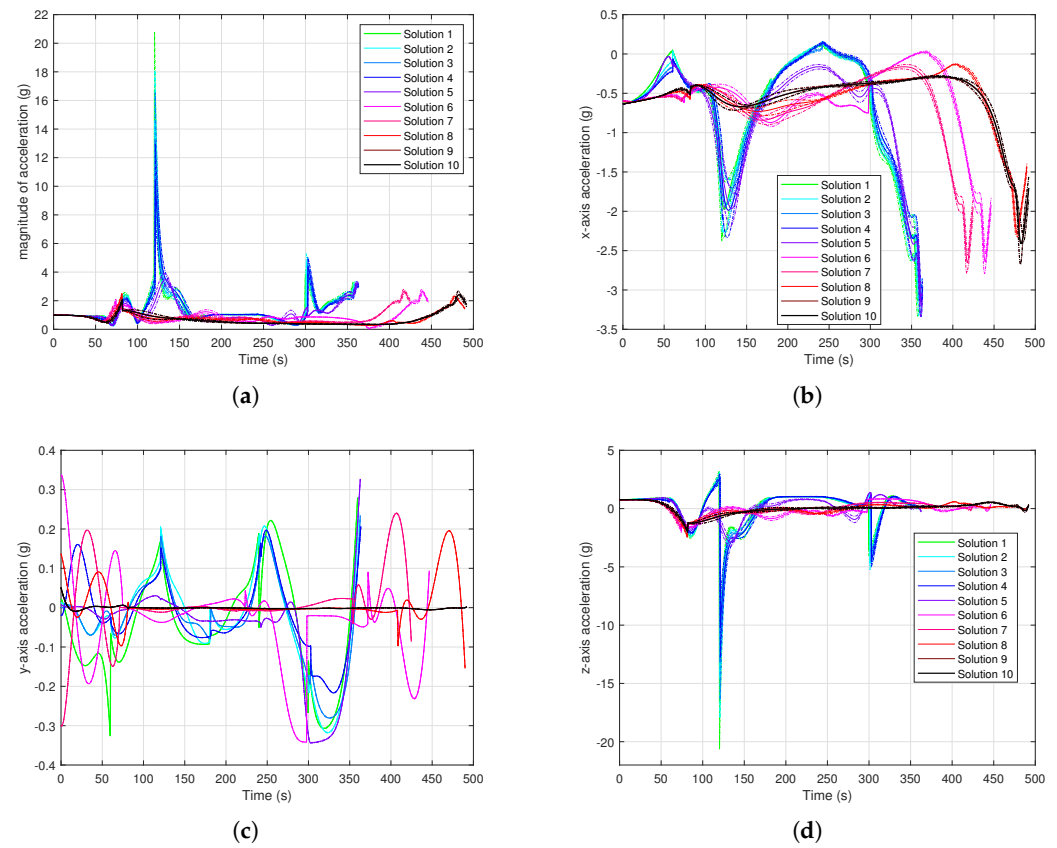 22
20
18
16
14
12
10
8
6
4
2
0
magnitude of acceleration (g)
0 50 100 150 200 250 300 350 400 450 500
Time (s)
Solution 1
Solution 2
Solution 3
Solution 4
Solution 5
Solution 6
Solution 7
Solution 8
Solution 9
Solution 10
(a)
0.5
0
-0.5
-1
-1.5
-2
-2.5
-3
-3.5
x-axis acceleration (g)
0 50 100 150 200 250 300 350 400 450 500
Time (s)
Solution 1
Solution 2
Solution 3
Solution 4
Solution 5
Solution 6
Solution 7
Solution 8
Solution 9
Solution 10
(b)
0.4
0.3
0.2
0.1
0
-0.1
-0.2
-0.3
-0.4
y-axis acceleration (g)
0 50 100 150 200 250 300 350 400 450 500
Time (s)
(c)
5
0
-5
-10
-15
-20
z-axis acceleration (g)
0 50 100 150 200 250 300 350 400 450 500
Time (s)
Solution 1
Solution 2
Solution 3
Solution 4
Solution 5
Solution 6
Solution 7
Solution 8
Solution 9
Solution 10
(d)